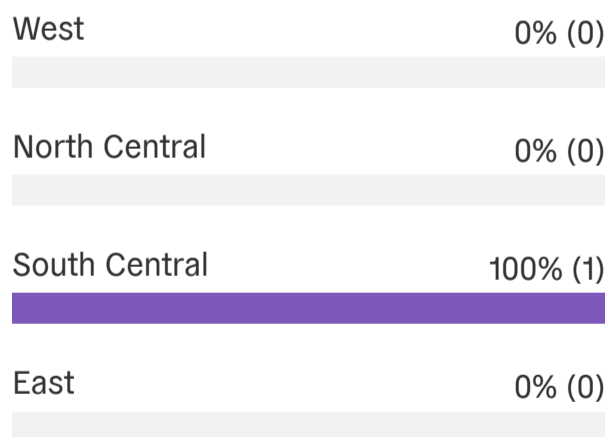 West 0% (0)
North Central 0% (0)
South Central 100% (1)
East 0% (0)